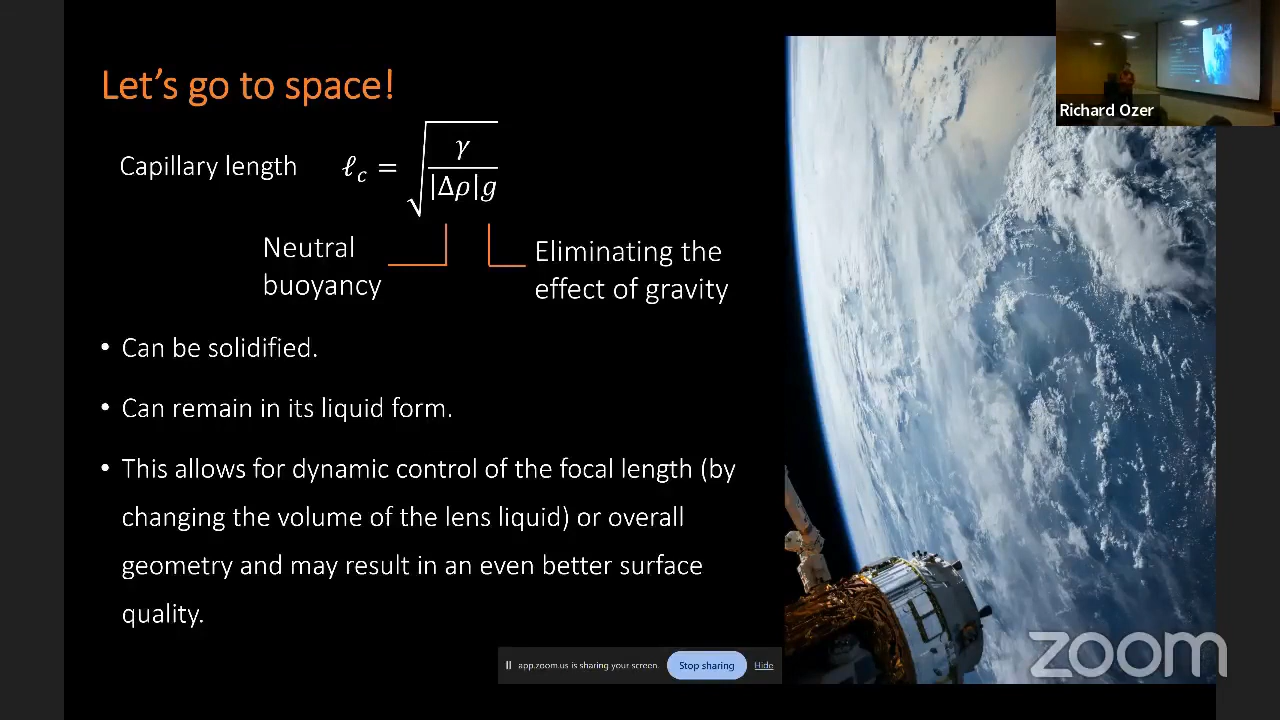 Let's go to space!
Capillary length ℓc = √(γ / |Δρ|g)
Neutral
buoyancy
Eliminating the
effect of gravity
• Can be solidified.
• Can remain in its liquid form.
• This allows for dynamic control of the focal length (by
changing the volume of the lens liquid) or overall
geometry and may result in an even better surface
quality.
Richard Ozer
app.zoom.us is sharing your screen.
Stop sharing
Hide
zoom